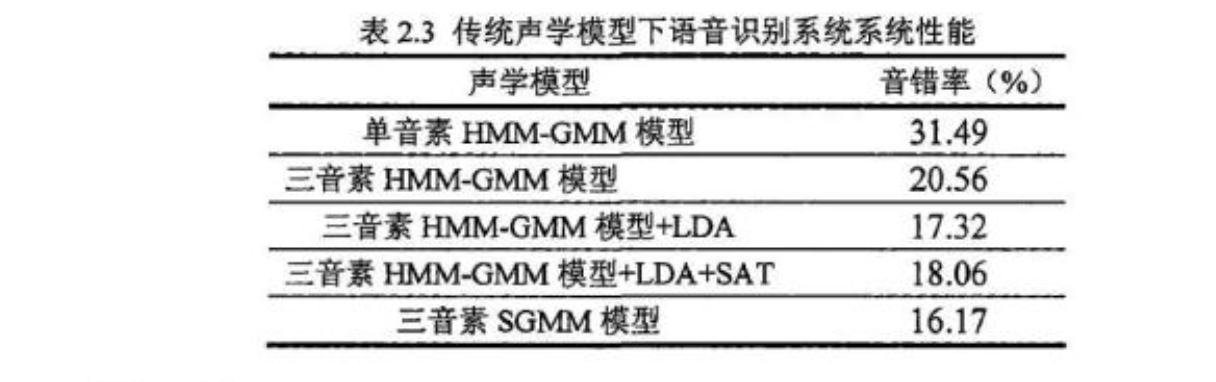 表 2.3 传统声学模型下语音识别系统系统性能
声学模型 音错率（%）
单音素 HMM-GMM 模型 31.49
三音素 HMM-GMM 模型 20.56
三音素 HMM-GMM 模型+LDA 17.32
三音素 HMM-GMM 模型+LDA+SAT 18.06
三音素 SGMM 模型 16.17